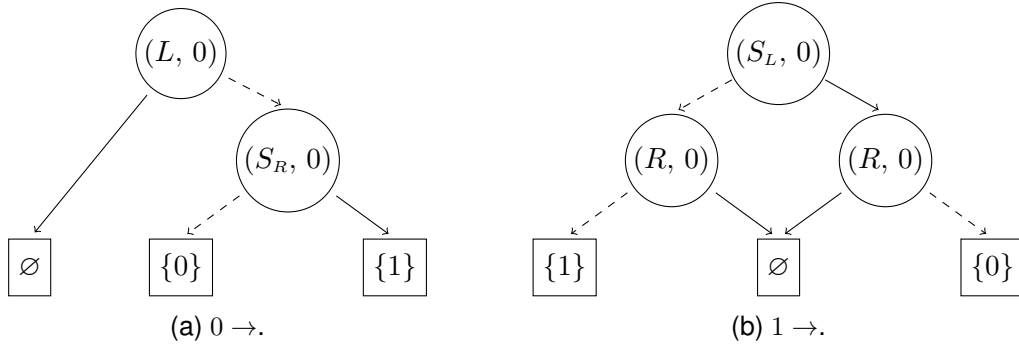 (L, 0) (S_L, 0)
(S_R, 0) (R, 0) (R, 0)
∅ {0} {1} {1} ∅ {0}
(a) 0 →. (b) 1 →.